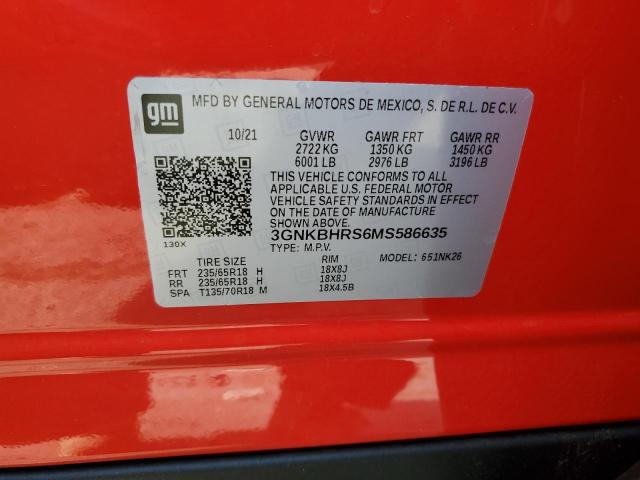 gm
MFD BY GENERAL MOTORS DE MEXICO, S. DE R.L. DE C.V.
10/21 GVWR GAWR FRT GAWR RR
2722 KG 1350 KG 1450 KG
6001 LB 2976 LB 3196 LB
THIS VEHICLE CONFORMS TO ALL
APPLICABLE U.S. FEDERAL MOTOR
VEHICLE SAFETY STANDARDS IN EFFECT
ON THE DATE OF MANUFACTURE
SHOWN ABOVE.
3GNKBHRS6MS586635
130X
TYPE: M.P.V. MODEL: 651NK26
TIRE SIZE RIM
FRT 235/65R18 H 18X8J
RR 235/65R18 H 18X8J
SPA T135/70R18 M 18X4.5B